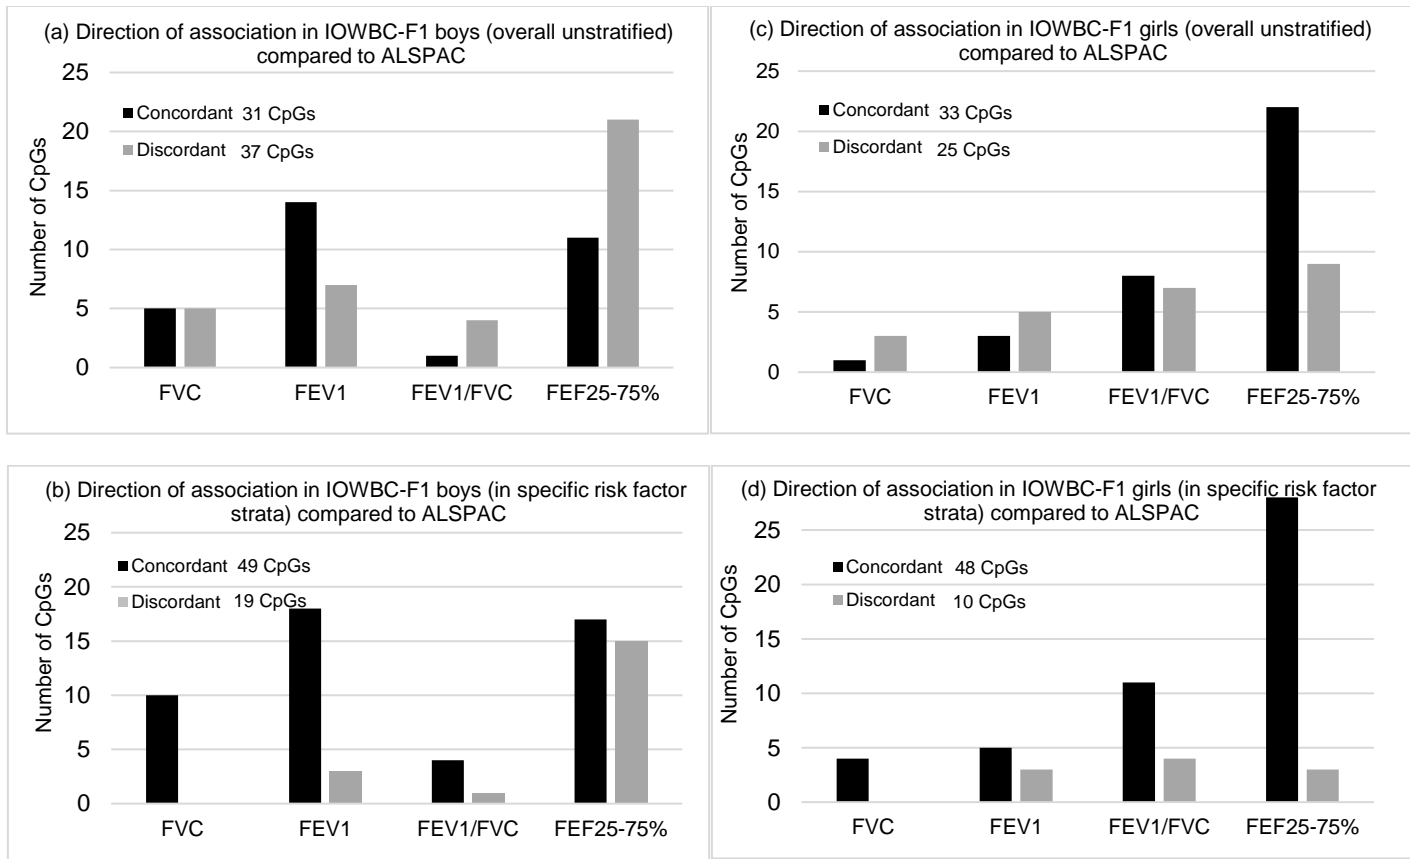 (a) Direction of association in IOWBC-F1 boys (overall unstratified)
compared to ALSPAC
25
20
15
10
5
0
Number of CpGs
Concordant 31 CpGs
Discordant 37 CpGs
FVC
FEV1
FEV1/FVC
FEF25-75%
(c) Direction of association in IOWBC-F1 girls (overall unstratified)
compared to ALSPAC
25
20
15
10
5
0
Number of CpGs
Concordant 33 CpGs
Discordant 25 CpGs
FVC
FEV1
FEV1/FVC
FEF25-75%
(b) Direction of association in IOWBC-F1 boys (in specific risk factor
strata) compared to ALSPAC
25
20
15
10
5
0
Number of CpGs
Concordant 49 CpGs
Discordant 19 CpGs
FVC
FEV1
FEV1/FVC
FEF25-75%
(d) Direction of association in IOWBC-F1 girls (in specific risk factor
strata) compared to ALSPAC
25
20
15
10
5
0
Number of CpGs
Concordant 48 CpGs
Discordant 10 CpGs
FVC
FEV1
FEV1/FVC
FEF25-75%